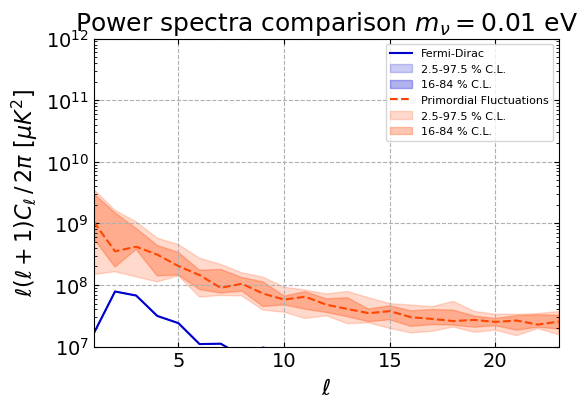 Power spectra comparison $m_\nu = 0.01$ eV
$\ell(\ell+1)C_\ell / 2\pi$ [$\mu K^2$]
$10^{12}$
$10^{11}$
$10^{10}$
$10^{9}$
$10^{8}$
$10^{7}$
Fermi-Dirac
2.5-97.5 % C.L.
16-84 % C.L.
Primordial Fluctuations
2.5-97.5 % C.L.
16-84 % C.L.
5 10 15 20
$\ell$